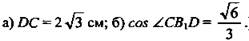 а) DC = 2√3 см; б) cos ∠CB₁D = √6/3.